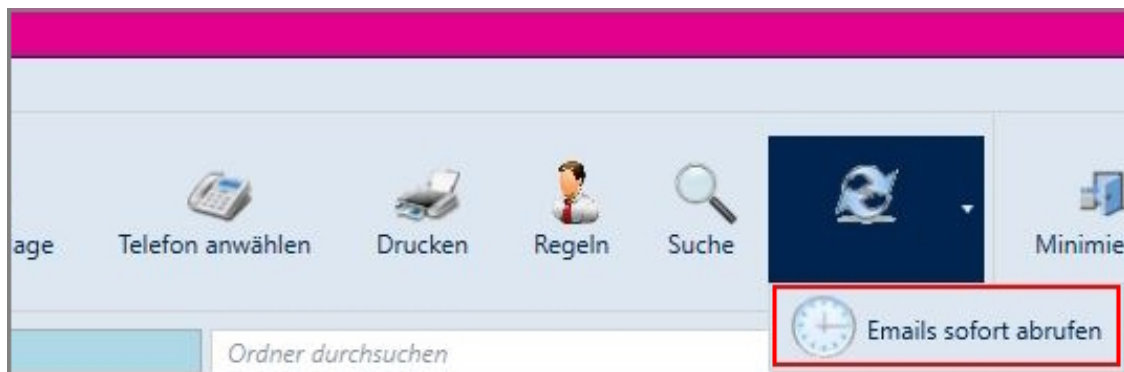 age
Telefon anwählen
Drucken
Regeln
Suche
Minimie
Emails sofort abrufen
Ordner durchsuchen